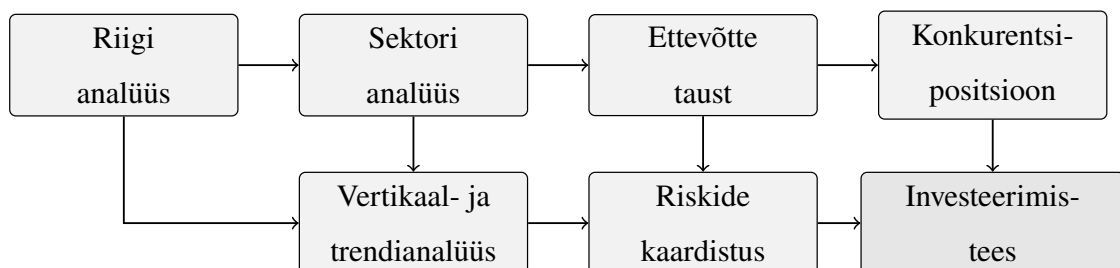 Riigi
analüüs
Sektori
analüüs
Ettevõtte
taust
Konkurentsi-
positsioon
Vertikaal- ja
trendianalüüs
Riskide
kaardistus
Investeerimis-
tees